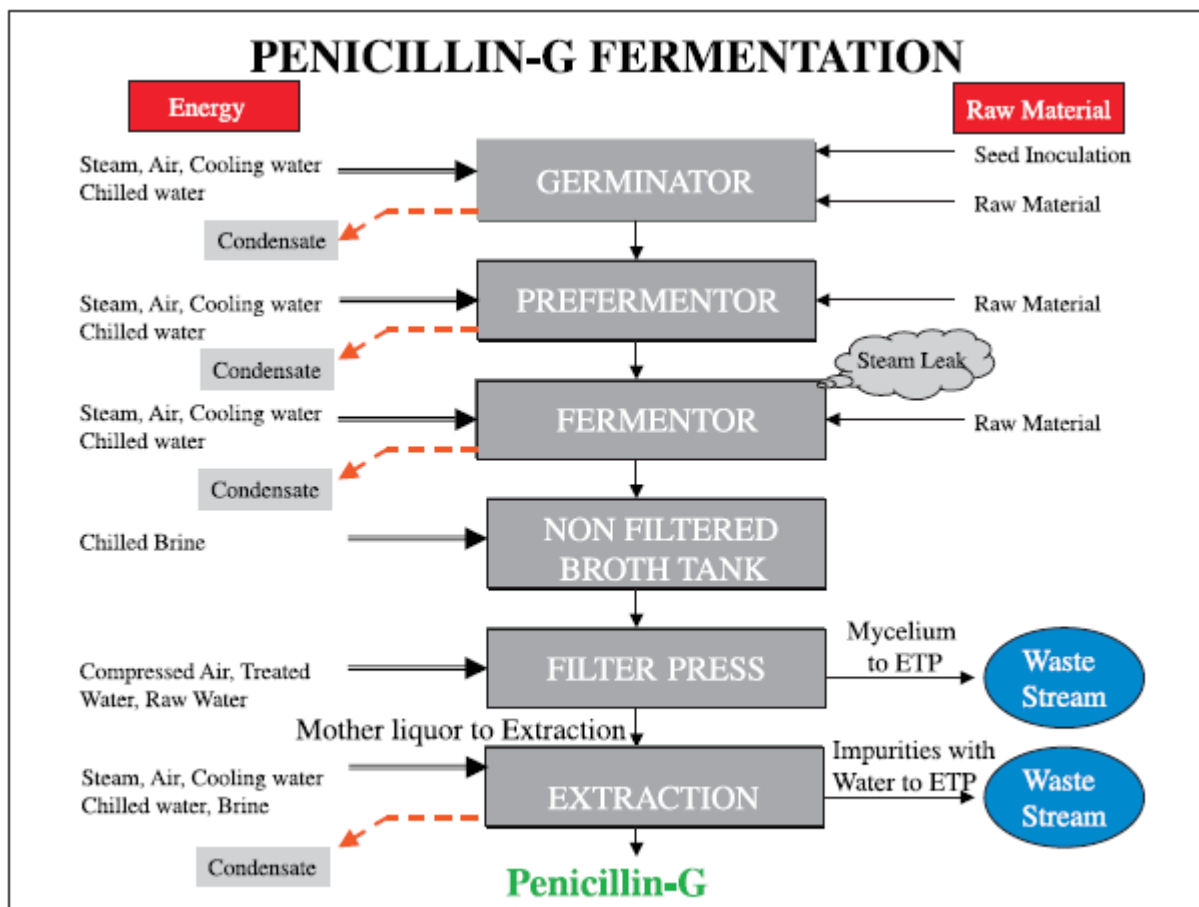 PENICILLIN-G FERMENTATION
Energy
Raw Material
Steam, Air, Cooling water
Chilled water
GERMINATOR
Seed Inoculation
Raw Material
Condensate
Steam, Air, Cooling water
Chilled water
PREFERMENTOR
Raw Material
Condensate
Steam Leak
Steam, Air, Cooling water
Chilled water
FERMENTOR
Raw Material
Condensate
Chilled Brine
NON FILTERED
BROTH TANK
Compressed Air, Treated
Water, Raw Water
FILTER PRESS
Mycelium
to ETP
Waste
Stream
Mother liquor to Extraction
Steam, Air, Cooling water
Chilled water, Brine
EXTRACTION
Impurities with
Water to ETP
Waste
Stream
Condensate
Penicillin-G